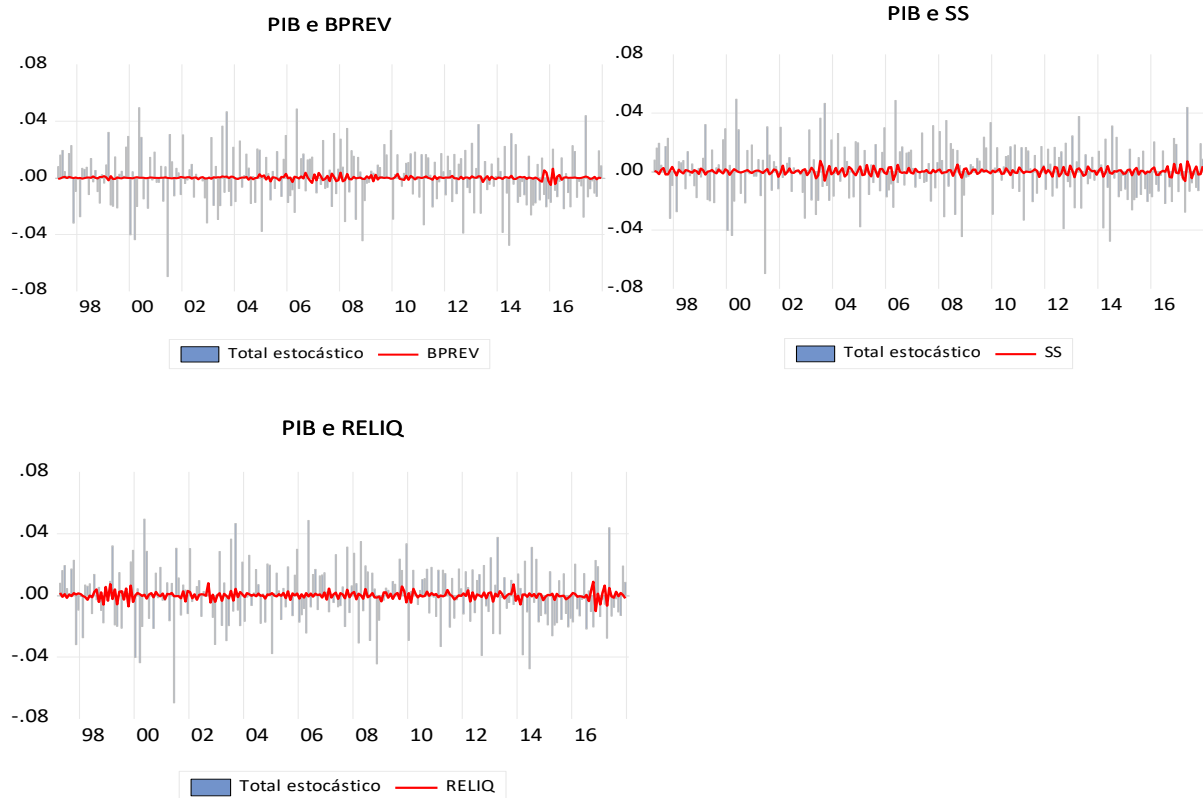 PIB e BPREV
.08
.04
.00
-.04
-.08
98 00 02 04 06 08 10 12 14 16
Total estocástico BPREV
PIB e SS
.08
.04
.00
-.04
-.08
98 00 02 04 06 08 10 12 14 16
Total estocástico SS
PIB e RELIQ
.08
.04
.00
-.04
-.08
98 00 02 04 06 08 10 12 14 16
Total estocástico RELIQ